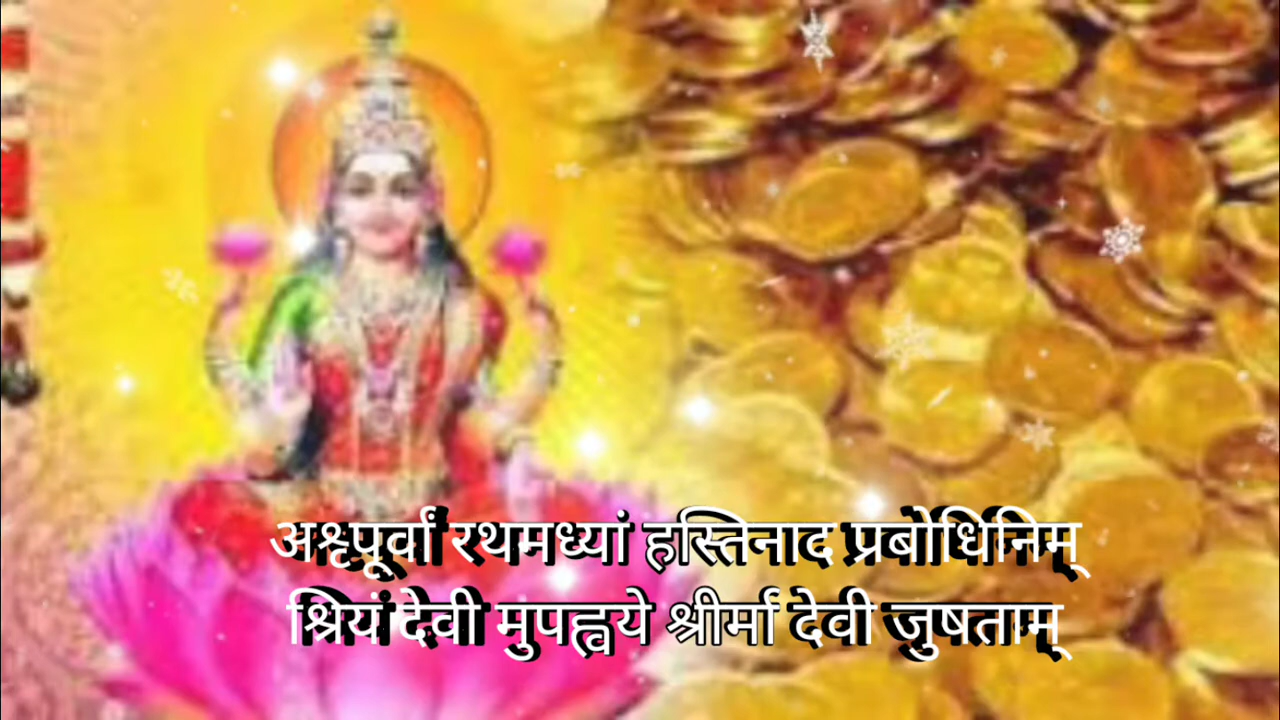 अश्वपूर्वां रथमध्यां हस्तिनाद प्रबोधिनिम्
श्रियं देवी मुपह्वये श्रीर्मा देवी जुषताम्